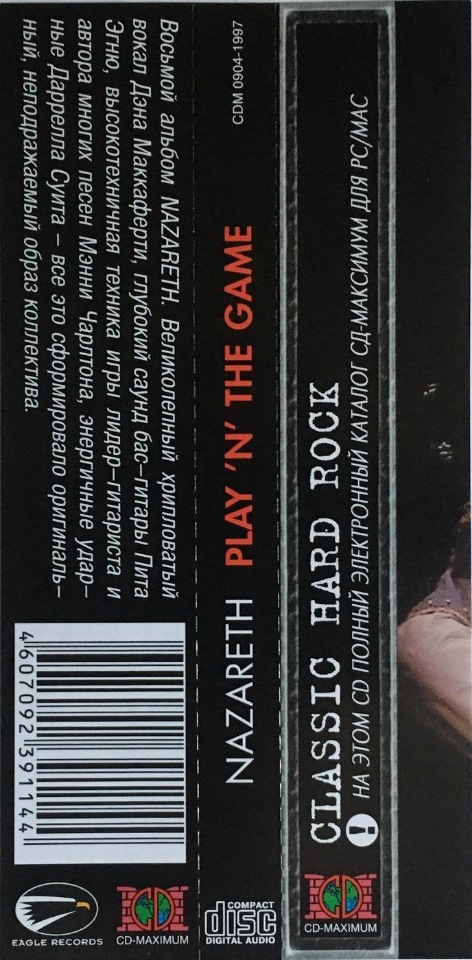 Восьмой альбом NAZARETH. Великолепный хрипловатый
вокал Дэна Маккаферти, глубокий саунд бас–гитары Пита
Эгню, высокотехничная техника игры лидер–гитариста и
автора многих песен Мэнни Чарлтона, энергичные удар–
ные Даррелла Суита – все это сформировало оригиналь–
ный, неподражаемый образ коллектива.
4607092391144
EAGLE RECORDS
CD-MAXIMUM
NAZARETH PLAY 'N' THE GAME
CDM 0904-1997
COMPACT
disc
DIGITAL AUDIO
CLASSIC HARD ROCK
НА ЭТОМ CD ПОЛНЫЙ ЭЛЕКТРОННЫЙ КАТАЛОГ СД-МАКСИМУМ ДЛЯ PC/MAC
CD-MAXIMUM